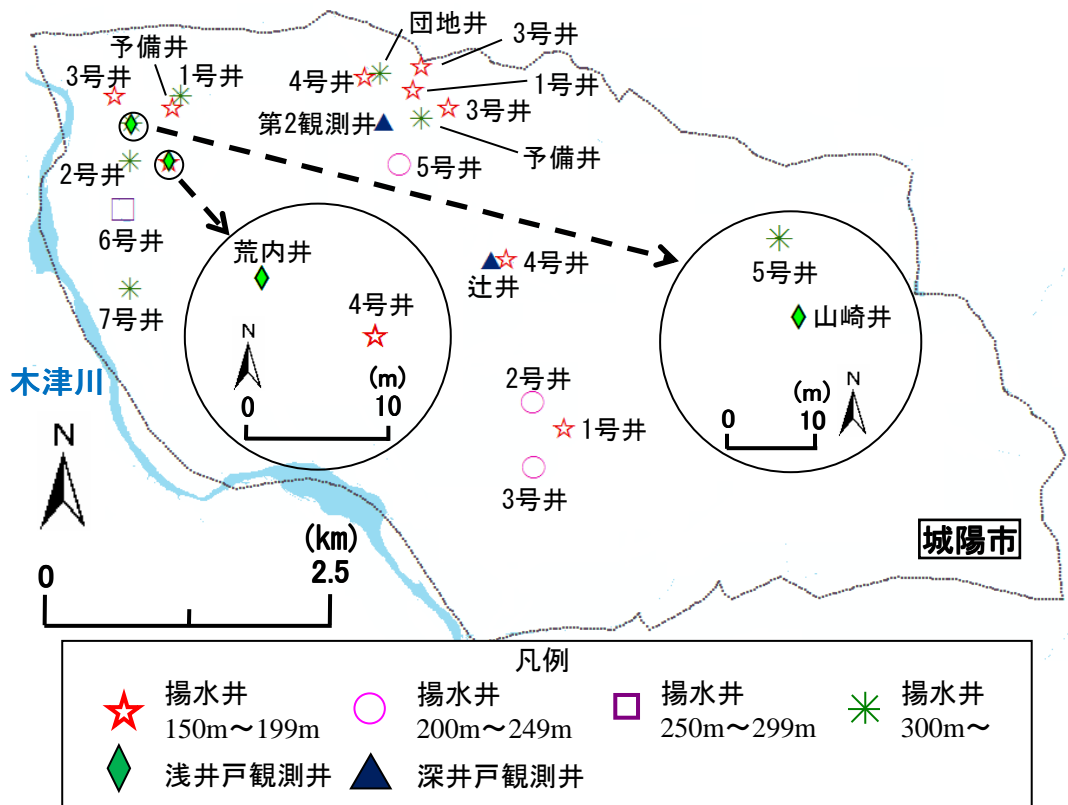 団地井
3号井
予備井
3号井
1号井
4号井
1号井
3号井
第2観測井
予備井
2号井
5号井
6号井
荒内井
4号井
辻井
5号井
7号井
山崎井
4号井
木津川
N
(m)
0
10
2号井
1号井
3号井
(m)
N
0
10
N
(km)
0
2.5
城陽市
凡例
揚水井
150m~199m
揚水井
200m~249m
揚水井
250m~299m
揚水井
300m~
浅井戸観測井
深井戸観測井